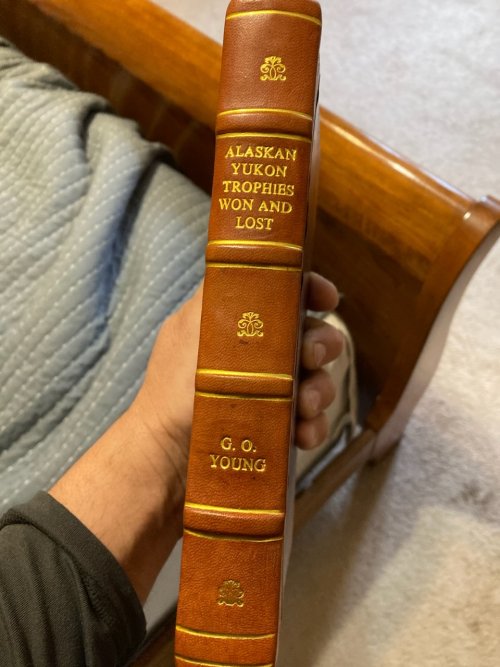 ALASKAN
YUKON
TROPHIES
WON AND
LOST
G. O.
YOUNG